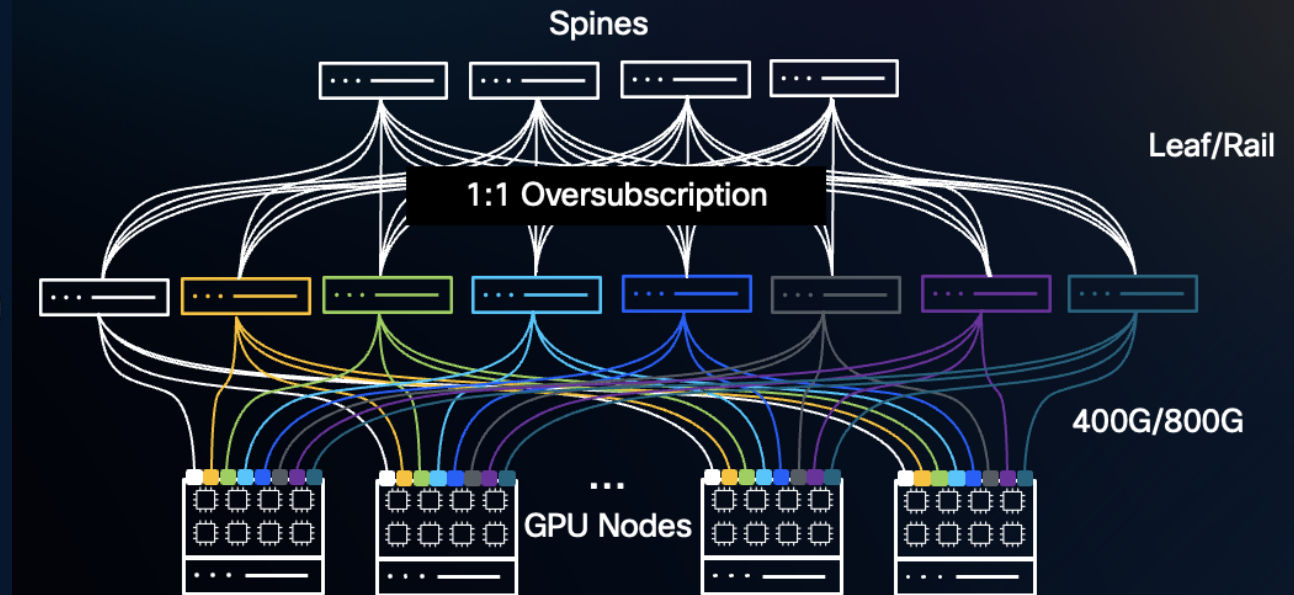 Spines
Leaf/Rail
1:1 Oversubscription
400G/800G
...
GPU Nodes